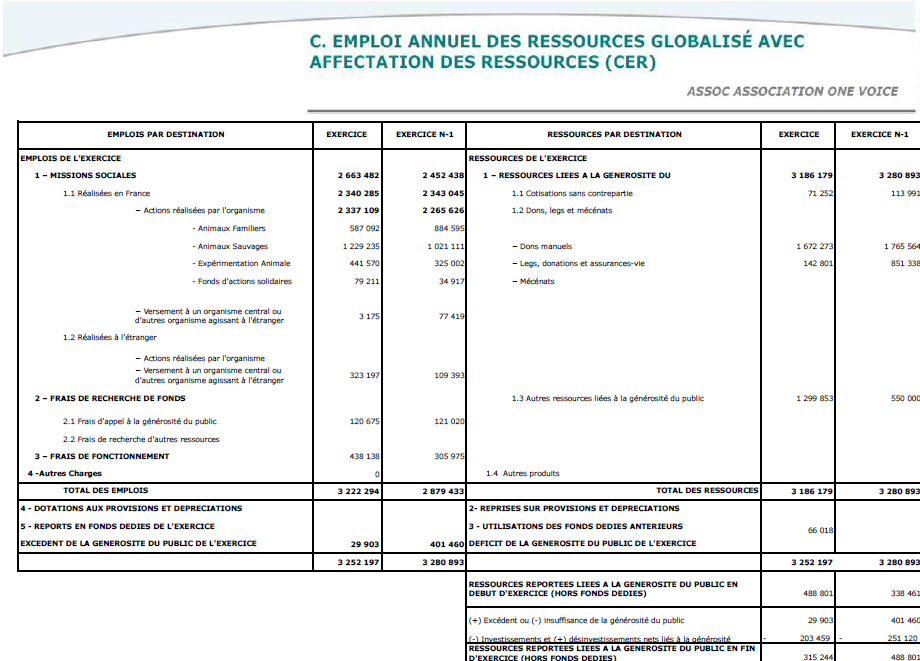 C. EMPLOI ANNUEL DES RESSOURCES GLOBALISÉ AVEC
AFFECTATION DES RESSOURCES (CER)
ASSOC ASSOCIATION ONE VOICE
EMPLOIS PAR DESTINATION EXERCICE EXERCICE N-1 RESSOURCES PAR DESTINATION EXERCICE EXERCICE N-1
EMPLOIS DE L'EXERCICE RESSOURCES DE L'EXERCICE
1 – MISSIONS SOCIALES 2 663 482 2 452 438 1 – RESSOURCES LIEES A LA GENEROSITE DU 3 186 179 3 280 893
1.1 Réalisées en France 2 340 285 2 343 045 1.1 Cotisations sans contrepartie 71 252 113 991
– Actions réalisées par l'organisme 2 337 109 2 265 626 1.2 Dons, legs et mécénats
- Animaux Familiers 587 092 884 595
- Animaux Sauvages 1 229 235 1 021 111 – Dons manuels 1 672 273 1 765 564
- Expérimentation Animale 441 570 325 002 – Legs, donations et assurances-vie 142 801 851 338
- Fonds d'actions solidaires 79 211 34 917 – Mécénats
– Versement à un organisme central ou
d'autres organisme agissant à l'étranger 3 175 77 419
1.2 Réalisées à l'étranger
– Actions réalisées par l'organisme
– Versement à un organisme central ou
d'autres organisme agissant à l'étranger 323 197 109 393
2 – FRAIS DE RECHERCHE DE FONDS 1.3 Autres ressources liées à la générosité du public 1 299 853 550 000
2.1 Frais d'appel à la générosité du public 120 675 121 020
2.2 Frais de recherche d'autres ressources
3 – FRAIS DE FONCTIONNEMENT 438 138 305 975
4 -Autres Charges 0 1.4 Autres produits
TOTAL DES EMPLOIS 3 222 294 2 879 433 TOTAL DES RESSOURCES 3 186 179 3 280 893
4 - DOTATIONS AUX PROVISIONS ET DEPRECIATIONS 2- REPRISES SUR PROVISIONS ET DEPRECIATIONS
5 - REPORTS EN FONDS DEDIES DE L'EXERCICE 3 - UTILISATIONS DES FONDS DEDIES ANTERIEURS 66 018
EXCEDENT DE LA GENEROSITE DU PUBLIC DE L'EXERCICE 29 903 401 460 DEFICIT DE LA GENEROSITE DU PUBLIC DE L'EXERCICE
3 252 197 3 280 893 3 252 197 3 280 893
RESSOURCES REPORTEES LIEES A LA GENEROSITE DU PUBLIC EN
DEBUT D'EXERCICE (HORS FONDS DEDIES) 488 801 338 461
(+) Excédent ou (-) insuffisance de la générosité du public 29 903 401 460
(-) Investissements et (+) désinvestissements nets liés à la générosité - 203 459 - 251 120
RESSOURCES REPORTEES LIEES A LA GENEROSITE DU PUBLIC EN FIN
D'EXERCICE (HORS FONDS DEDIES) 315 244 488 801